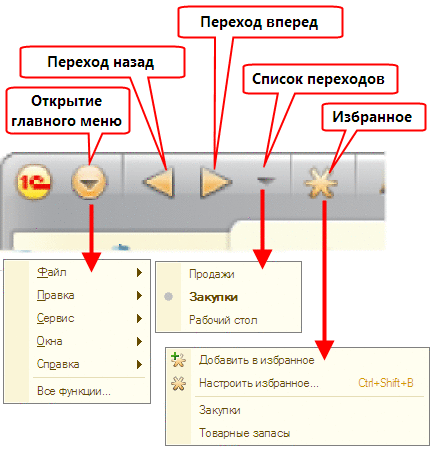 Переход вперед
Переход назад
Список переходов
Открытие
главного меню
Избранное
1С
Файл
Правка
Сервис
Окна
Справка
Все функции...
Продажи
Закупки
Рабочий стол
Добавить в избранное
Настроить избранное... Ctrl+Shift+B
Закупки
Товарные запасы